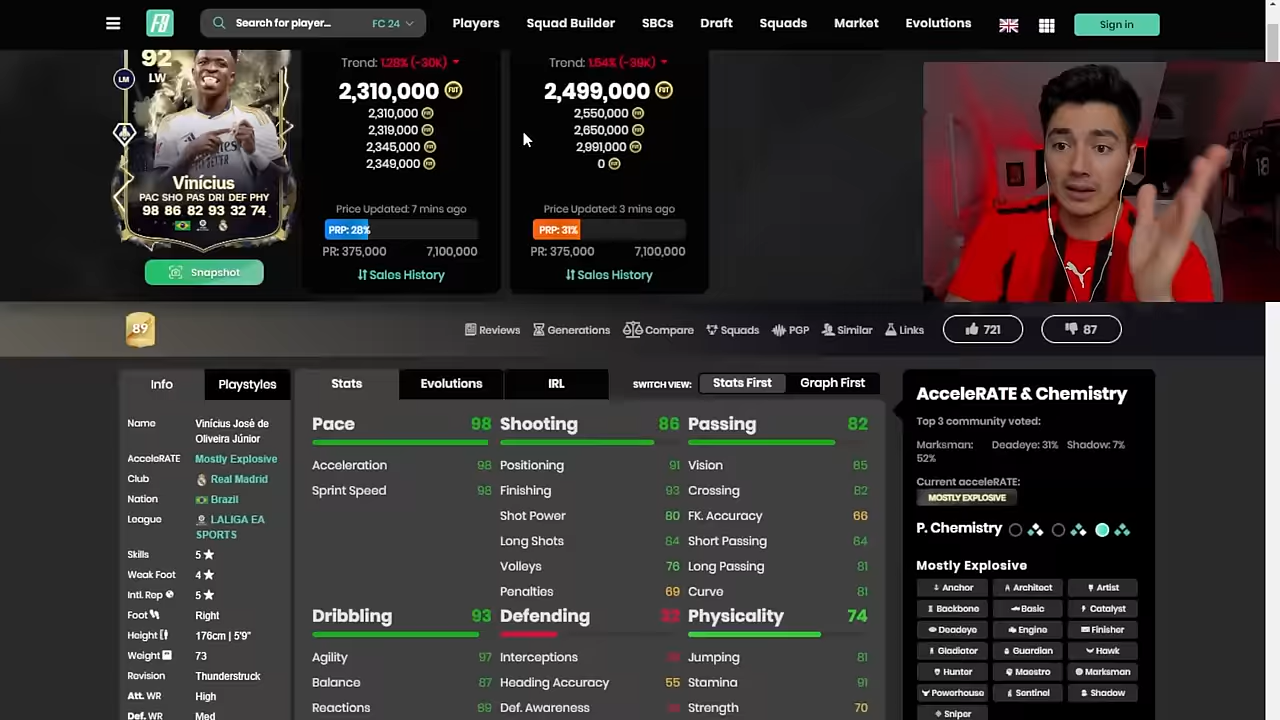 Search for player...
FC 24
Players
Squad Builder
SBCs
Draft
Squads
Market
Evolutions
Sign in
92
LW
LM
Vinícius
PAC SHO PAS DRI DEF PHY
98 86 82 93 32 74
Snapshot
Trend: 1.28% (-30K)
2,310,000
2,310,000
2,319,000
2,345,000
2,349,000
Price Updated: 7 mins ago
PRP: 28%
PR: 375,000 7,100,000
Sales History
Trend: 1.54% (-39K)
2,499,000
2,550,000
2,650,000
2,991,000
0
Price Updated: 3 mins ago
PRP: 31%
PR: 375,000 7,100,000
Sales History
18
89
Reviews
Generations
Compare
Squads
PGP
Similar
Links
721
87
Info
Playstyles
Name Vinícius José de
Oliveira Júnior
AcceleRATE Mostly Explosive
Club Real Madrid
Nation Brazil
League LALIGA EA
SPORTS
Skills 5
Weak Foot 4
Intl. Rep 5
Foot Right
Height 176cm | 5'9"
Weight 73
Revision Thunderstruck
Att. WR High
Def. WR Med
Stats
Evolutions
IRL
SWITCH VIEW:
Stats First
Graph First
Pace 98
Acceleration 98
Sprint Speed 98
Shooting 86
Positioning 91
Finishing 93
Shot Power 80
Long Shots 84
Volleys 76
Penalties 69
Passing 82
Vision 85
Crossing 82
FK. Accuracy 66
Short Passing 84
Long Passing 81
Curve 81
Dribbling 93
Agility 97
Balance 87
Reactions 89
Defending
Interceptions
Heading Accuracy 55
Def. Awareness
Physicality 74
Jumping 81
Stamina 91
Strength 70
AcceleRATE & Chemistry
Top 3 community voted:
Marksman: Deadeye: 31% Shadow: 7%
52%
Current acceleRATE:
MOSTLY EXPLOSIVE
P. Chemistry
Mostly Explosive
Anchor
Architect
Artist
Backbone
Basic
Catalyst
Deadeye
Engine
Finisher
Gladiator
Guardian
Hawk
Hunter
Maestro
Marksman
Powerhouse
Sentinel
Shadow
Sniper